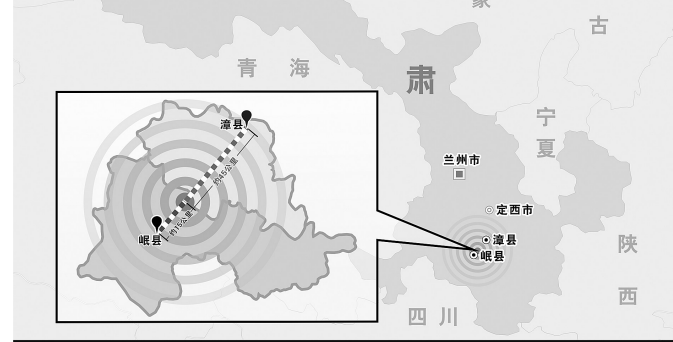 蒙
古
青 海
肃
宁
夏
漳县
兰州市
约45公里
定西市
约15公里
岷县
漳县
岷县
陕
西
四 川